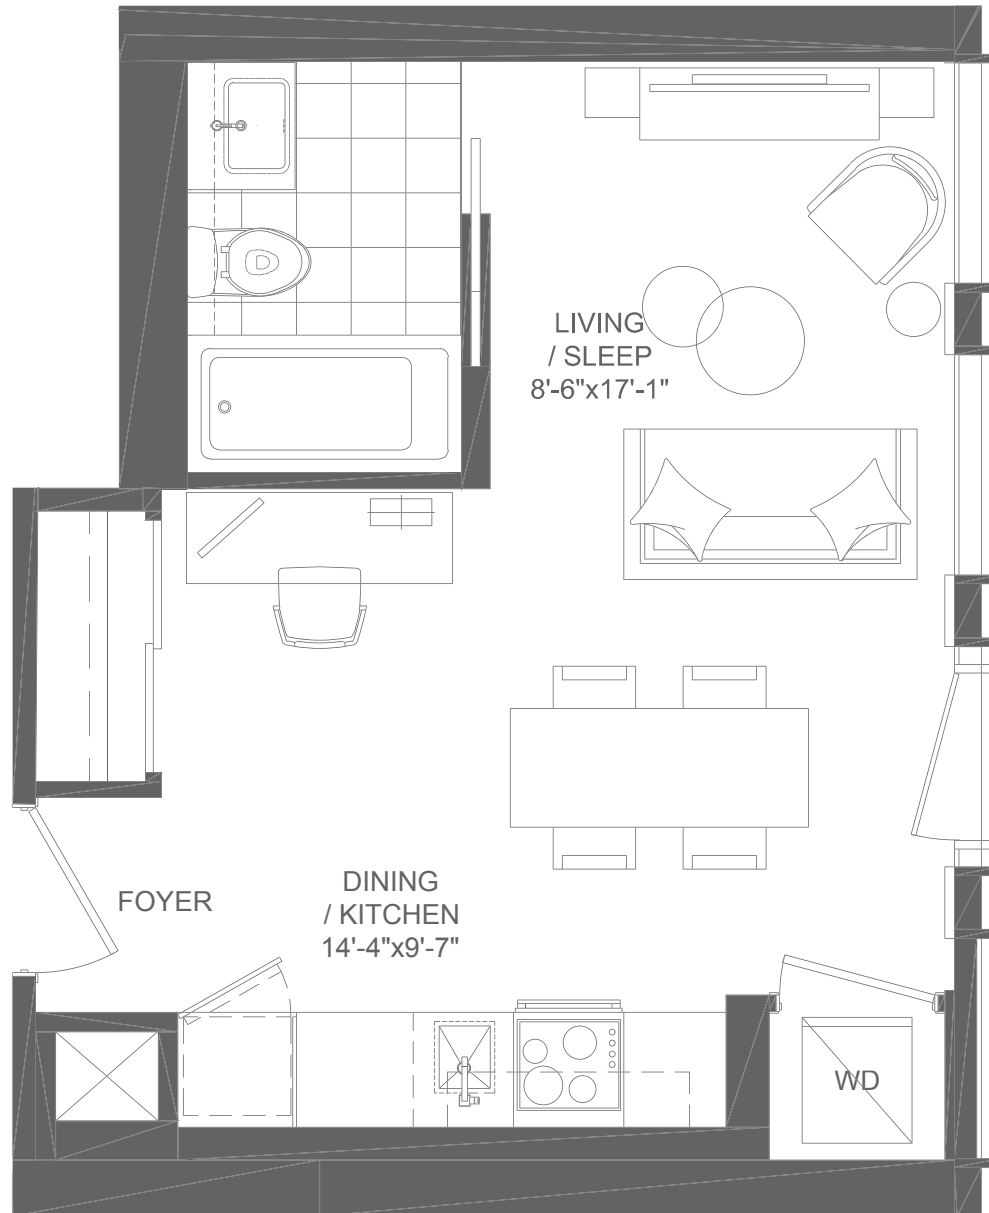 LIVING
/ SLEEP
8'-6"x17'-1"
FOYER
DINING
/ KITCHEN
14'-4"x9'-7"
WD